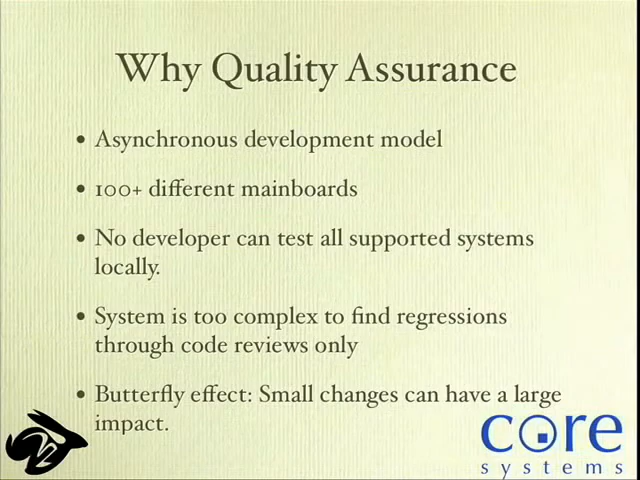 Why Quality Assurance
• Asynchronous development model
• 100+ different mainboards
• No developer can test all supported systems
locally.
• System is too complex to find regressions
through code reviews only
• Butterfly effect: Small changes can have a large
impact.
core
systems